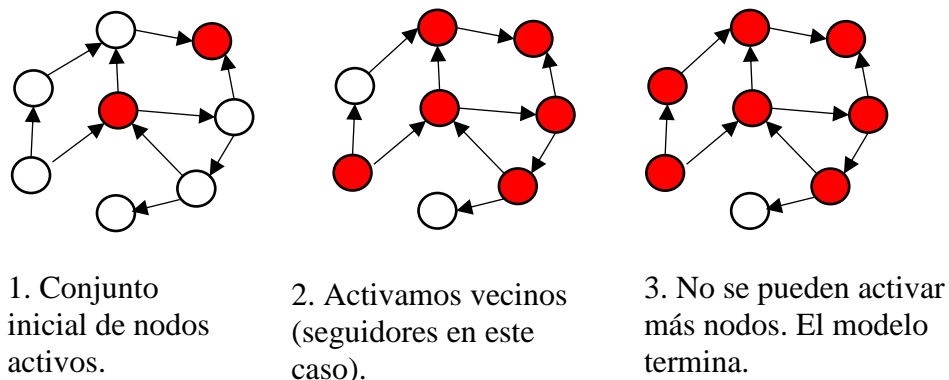 1. Conjunto
inicial de nodos
activos.
2. Activamos vecinos
(seguidores en este
caso).
3. No se pueden activar
más nodos. El modelo
termina.